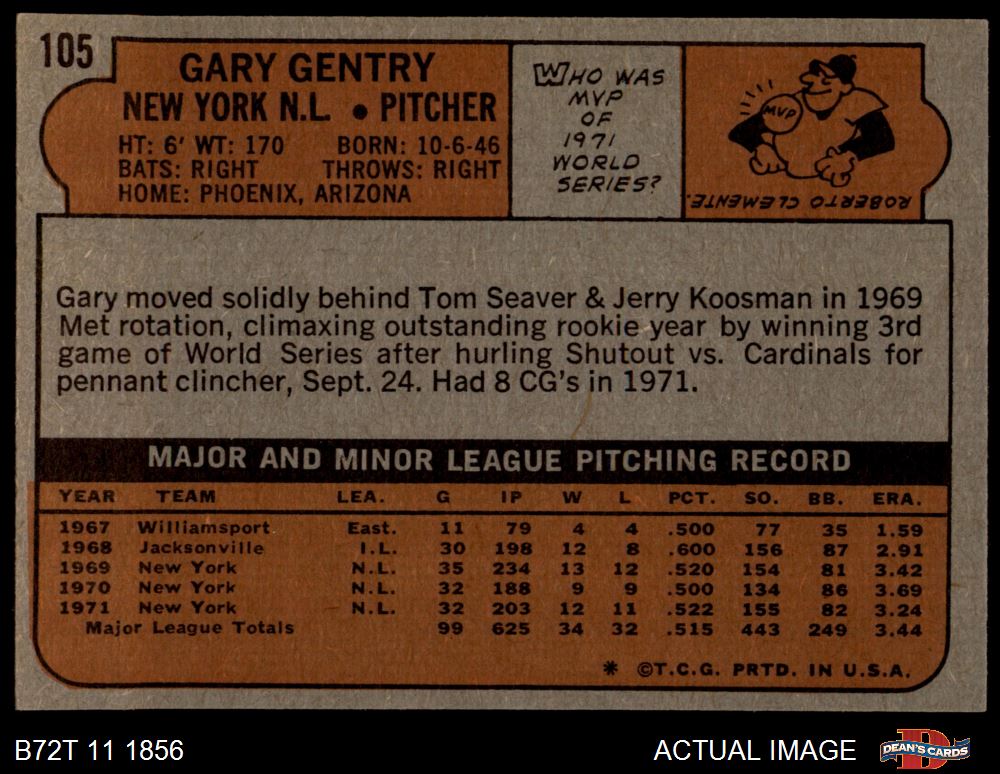 105
GARY GENTRY
NEW YORK N.L. • PITCHER
HT: 6' WT: 170 BORN: 10-6-46
BATS: RIGHT THROWS: RIGHT
HOME: PHOENIX, ARIZONA
WHO WAS
MVP
OF
1971
WORLD
SERIES?
MVP
ROBERTO CLEMENTE.
Gary moved solidly behind Tom Seaver & Jerry Koosman in 1969
Met rotation, climaxing outstanding rookie year by winning 3rd
game of World Series after hurling Shutout vs. Cardinals for
pennant clincher, Sept. 24. Had 8 CG's in 1971.
MAJOR AND MINOR LEAGUE PITCHING RECORD
YEAR TEAM LEA. G IP W L PCT. SO. BB. ERA.
1967 Williamsport East. 11 79 4 4 .500 77 35 1.59
1968 Jacksonville I.L. 30 198 12 8 .600 156 87 2.91
1969 New York N.L. 35 234 13 12 .520 154 81 3.42
1970 New York N.L. 32 188 9 9 .500 134 86 3.69
1971 New York N.L. 32 203 12 11 .522 155 82 3.24
Major League Totals 99 625 34 32 .515 443 249 3.44
* ©T.C.G. PRTD. IN U.S.A.
B72T 11 1856 ACTUAL IMAGE DEAN'S CARDS